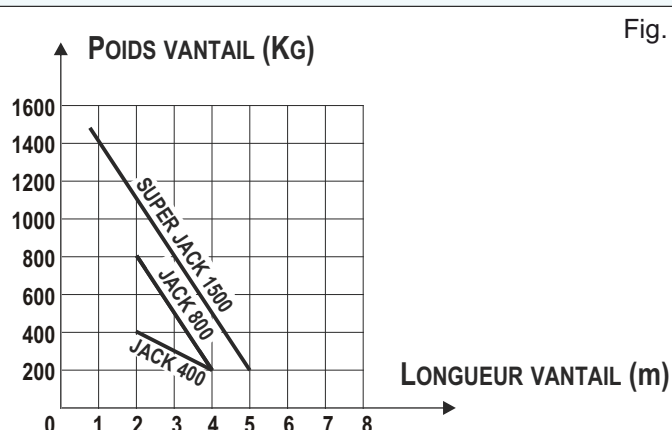 Fig.
POIDS VANTAIL (KG)
1600
1400
1200
1000
800
600
400
200
0 1 2 3 4 5 6 7 8
SUPER JACK 1500
JACK 800
JACK 400
LONGUEUR VANTAIL (m)